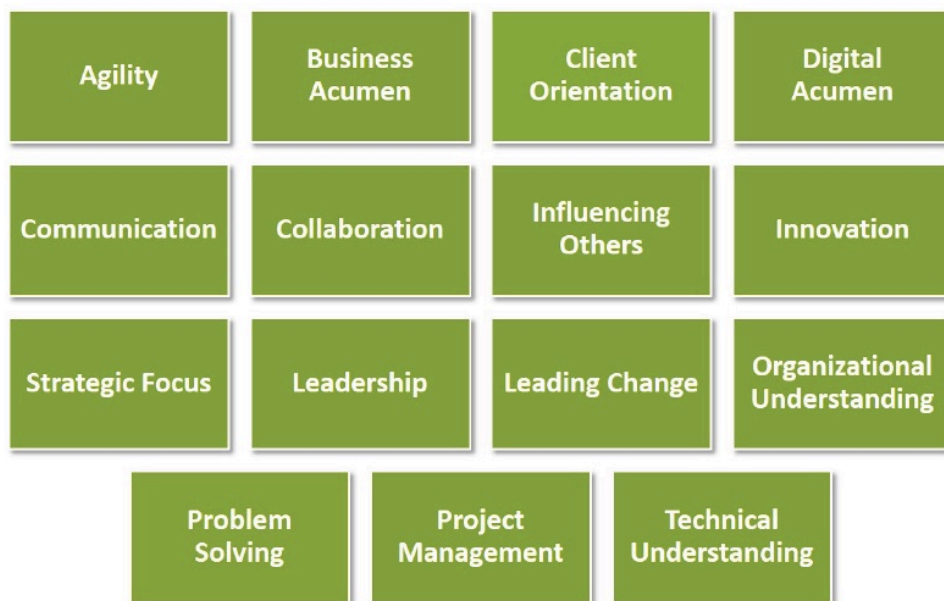 Agility
Business
Acumen
Client
Orientation
Digital
Acumen
Communication
Collaboration
Influencing
Others
Innovation
Strategic Focus
Leadership
Leading Change
Organizational
Understanding
Problem
Solving
Project
Management
Technical
Understanding